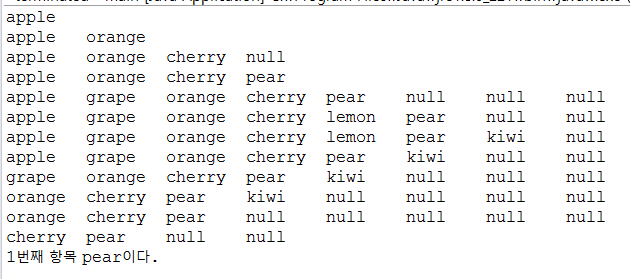 apple
apple orange
apple orange cherry null
apple orange cherry pear
apple grape orange cherry pear null null null
apple grape orange cherry lemon pear null null
apple grape orange cherry lemon pear kiwi null
apple grape orange cherry pear kiwi null null
grape orange cherry pear kiwi null null null
orange cherry pear kiwi null null null null
orange cherry pear null null null null null
cherry pear null null
1번째 항목 pear이다.